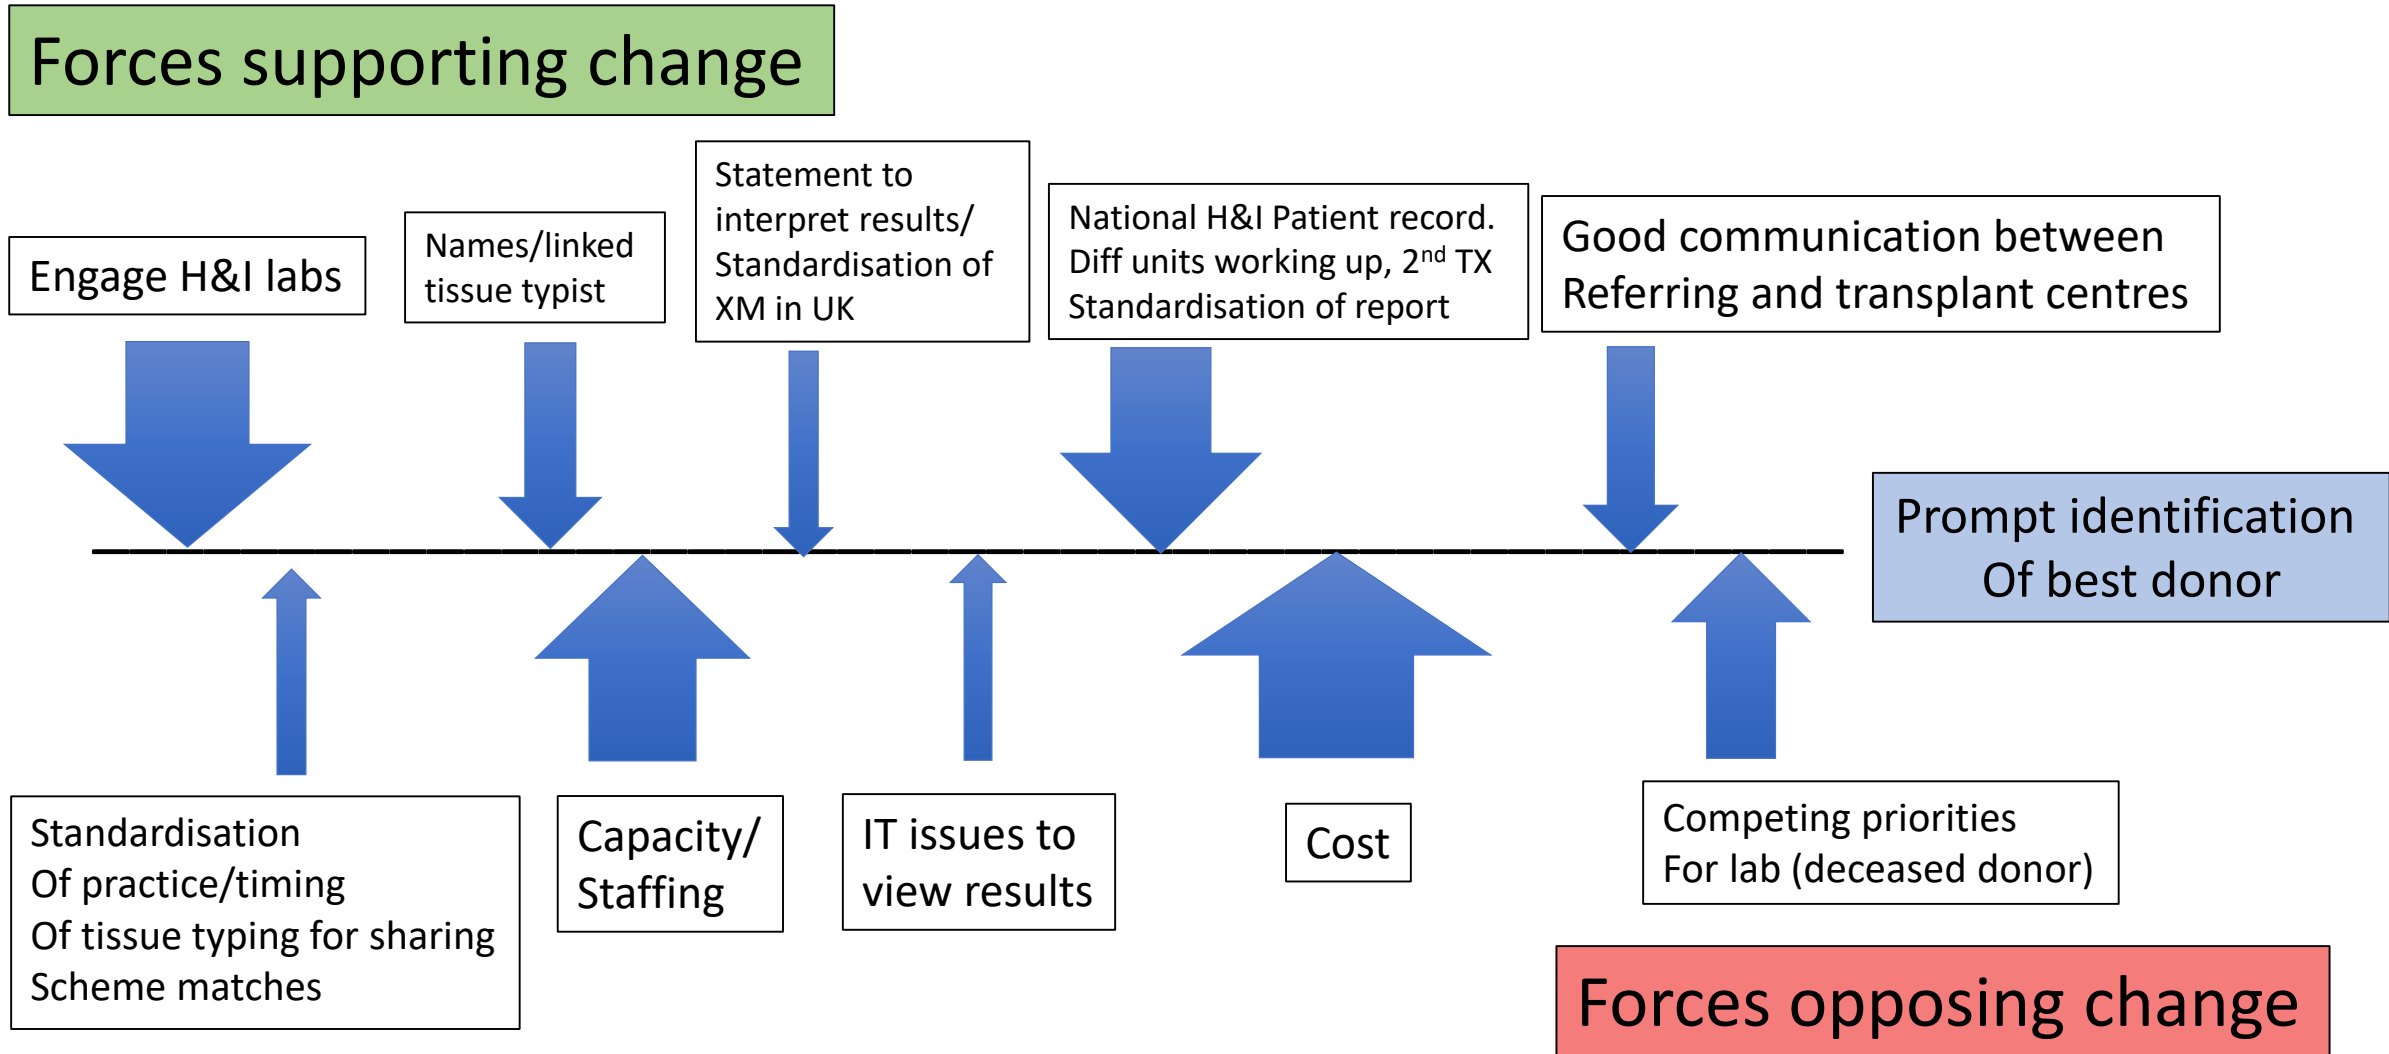 Forces supporting change
Engage H&I labs
Names/linked
tissue typist
Statement to
interpret results/
Standardisation of
XM in UK
National H&I Patient record.
Diff units working up, 2nd TX
Standardisation of report
Good communication between
Referring and transplant centres
Prompt identification
Of best donor
Standardisation
Of practice/timing
Of tissue typing for sharing
Scheme matches
Capacity/
Staffing
IT issues to
view results
Cost
Competing priorities
For lab (deceased donor)
Forces opposing change